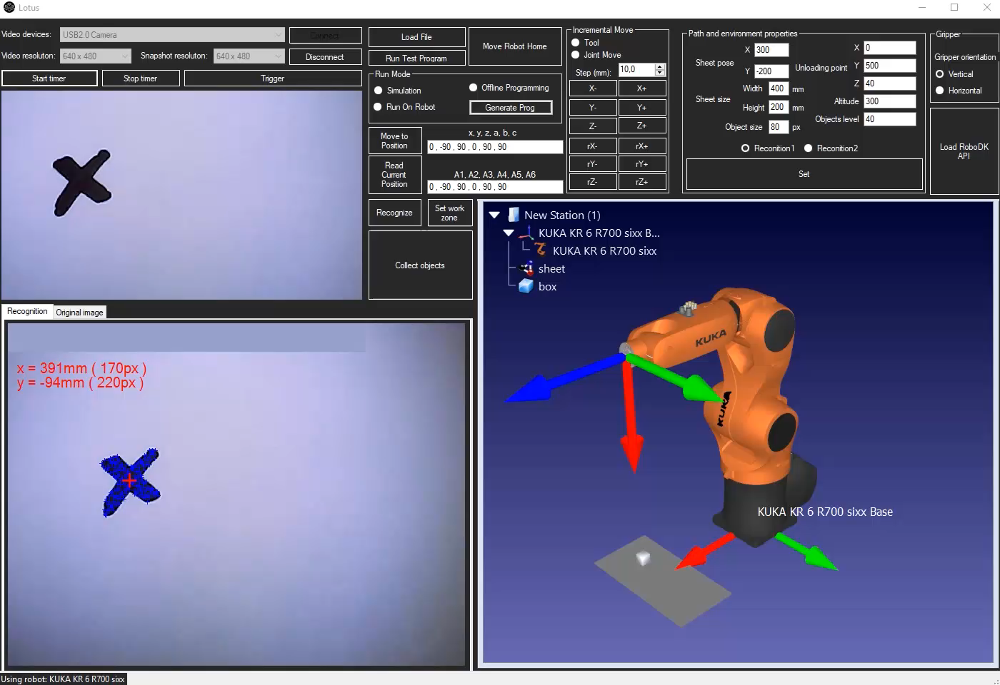 Lotus
Video devices:
USB2.0 Camera
Connect
Video resoluton:
640 x 480
Snapshot resoluton:
640 x 480
Disconnect
Start timer
Stop timer
Trigger
Load File
Run Test Program
Move Robot Home
Run Mode
Simulation
Offline Programming
Run On Robot
Generate Prog
Move to
Position
x, y, z, a, b, c
0 , -90 , 90 , 0 , 90 , 90
Read
Current
Position
A1, A2, A3, A4, A5, A6
0 , -90 , 90 , 0 , 90 , 90
Recognize
Set work
zone
Collect objects
Incremental Move
Tool
Joint Move
Step (mm):
10,0
X-
X+
Y-
Y+
Z-
Z+
rX-
rX+
rY-
rY+
rZ-
rZ+
Path and environment properties
Sheet pose
X
300
Y
-200
Sheet size
Width
400
mm
Height
200
mm
Object size
80
px
Unloading point
X
0
Y
500
Z
40
Altitude
300
Objects level
40
Reconition1
Reconition2
Set
Gripper
Gripper orientation
Vertical
Horizontal
Load RoboDK
API
Recognition
Original image
x = 391mm ( 170px )
y = -94mm ( 220px )
New Station (1)
KUKA KR 6 R700 sixx B...
KUKA KR 6 R700 sixx
sheet
box
KUKA
KUKA
KUKA KR 6 R700 sixx Base
Using robot: KUKA KR 6 R700 sixx